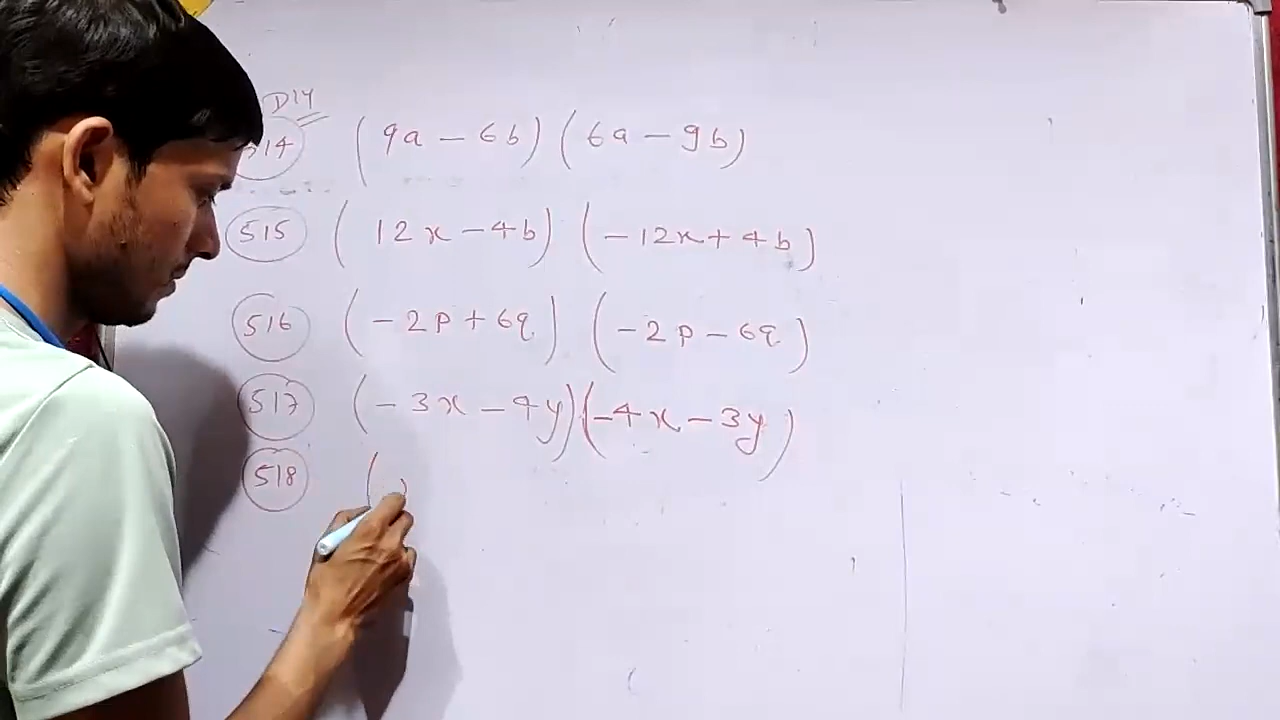 DIY
514 (9a - 6b) (6a - 9b)
515 (12x - 4b) (-12x + 4b)
516 (-2p + 6q) (-2p - 6q)
517 (-3x - 4y) (-4x - 3y)
518 (